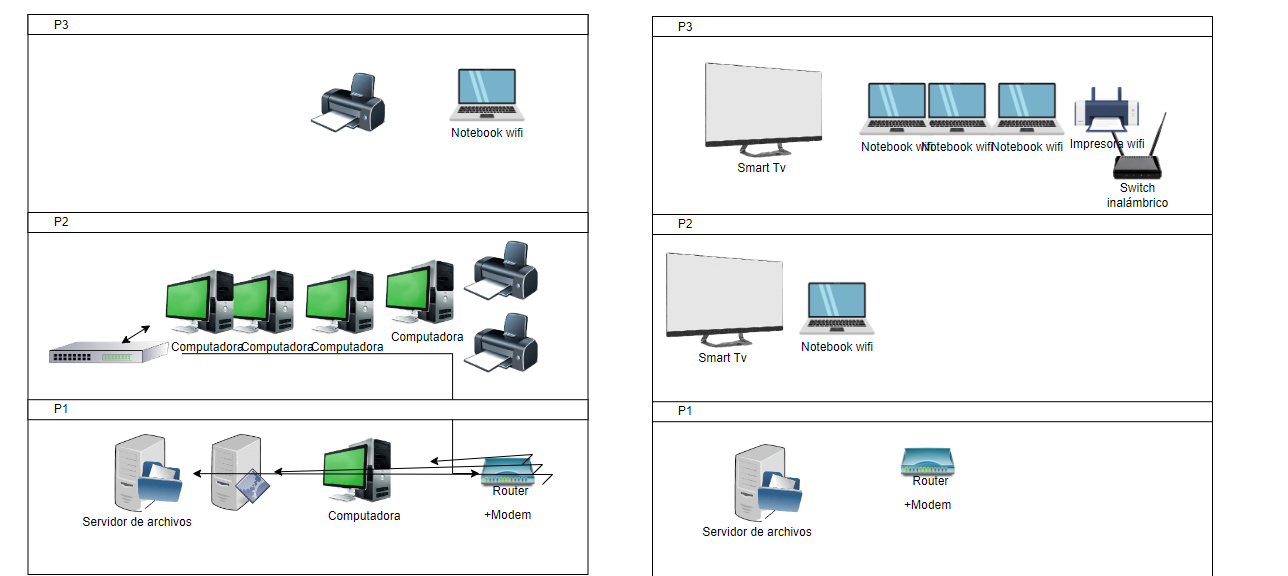 P3
Notebook wifi
P2
Computadora
Computadora
Computadora
Computadora
P1
Servidor de archivos
Computadora
Router
+Modem
P3
Smart Tv
Notebook wifi
Notebook wifi
Notebook wifi
Impresora wifi
Switch
inalámbrico
P2
Smart Tv
Notebook wifi
P1
Servidor de archivos
Router
+Modem